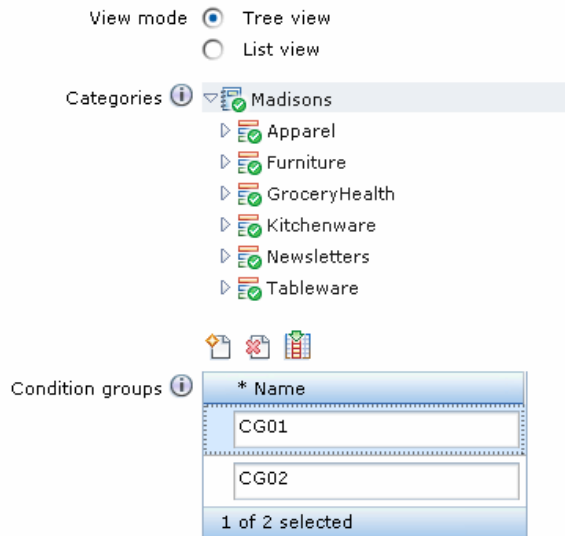 View mode Tree view
List view
Categories Madisons
Apparel
Furniture
GroceryHealth
Kitchenware
Newsletters
Tableware
Condition groups * Name
CG01
CG02
1 of 2 selected